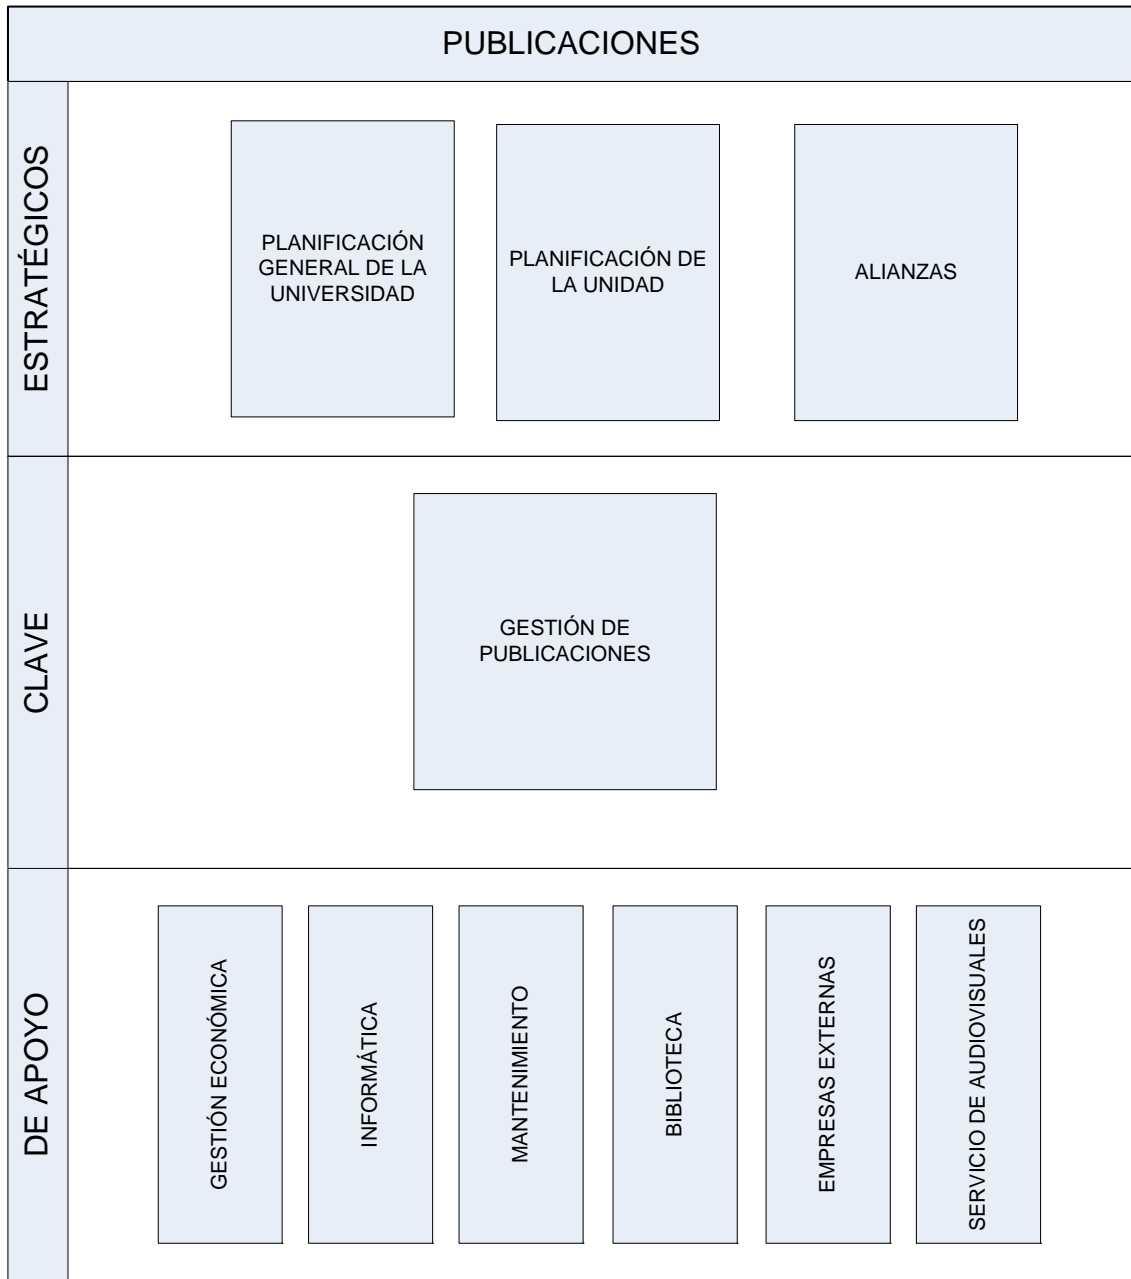 PUBLICACIONES
ESTRATÉGICOS
PLANIFICACIÓN
GENERAL DE LA
UNIVERSIDAD
PLANIFICACIÓN DE
LA UNIDAD
ALIANZAS
CLAVE
GESTIÓN DE
PUBLICACIONES
DE APOYO
GESTIÓN ECONÓMICA
INFORMÁTICA
MANTENIMIENTO
BIBLIOTECA
EMPRESAS EXTERNAS
SERVICIO DE AUDIOVISUALES